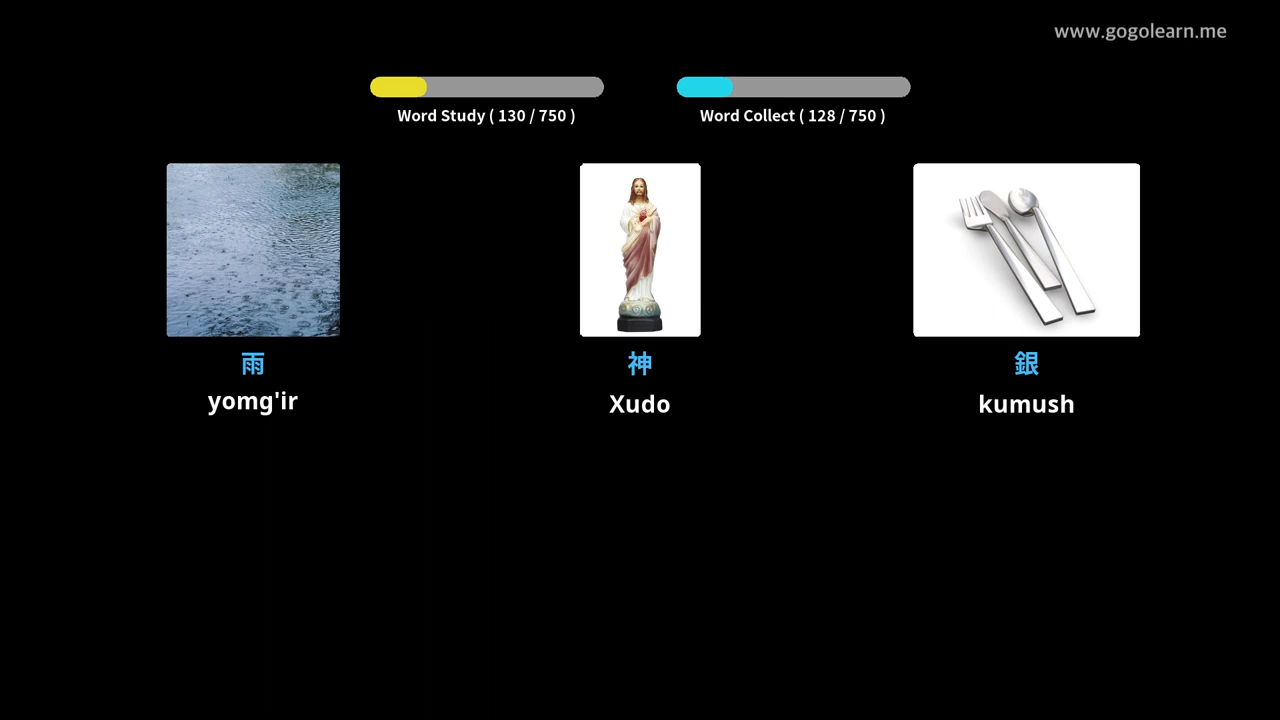 www.gogolearn.me
Word Study ( 130 / 750 )
Word Collect ( 128 / 750 )
雨
神
銀
yomg'ir
Xudo
kumush